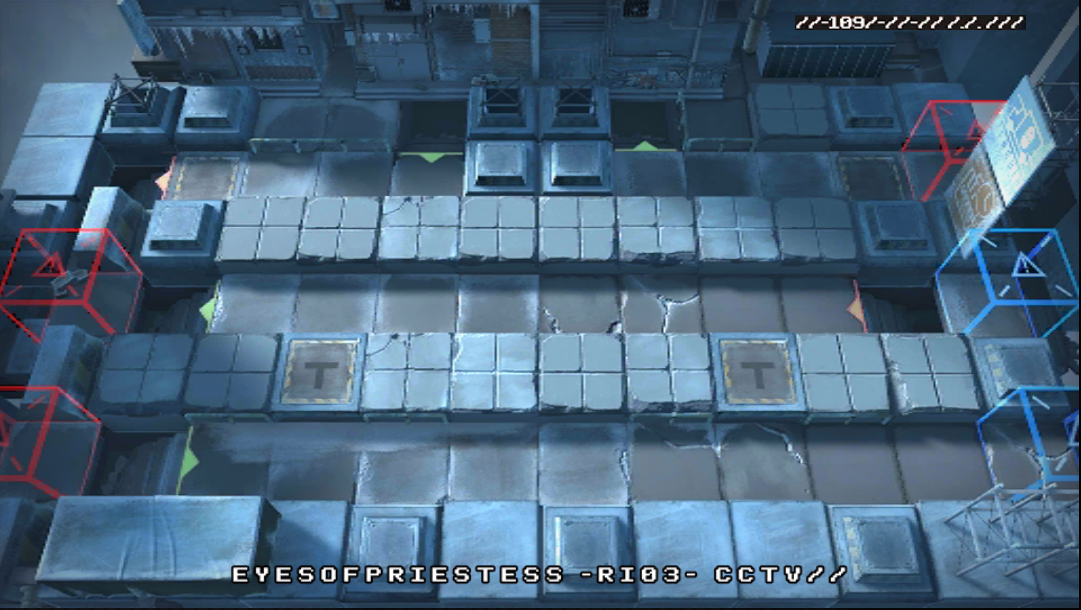 //-109/-//-// /./. ///
T T
EYESOFPRIESTESS -RI03- CCTV//